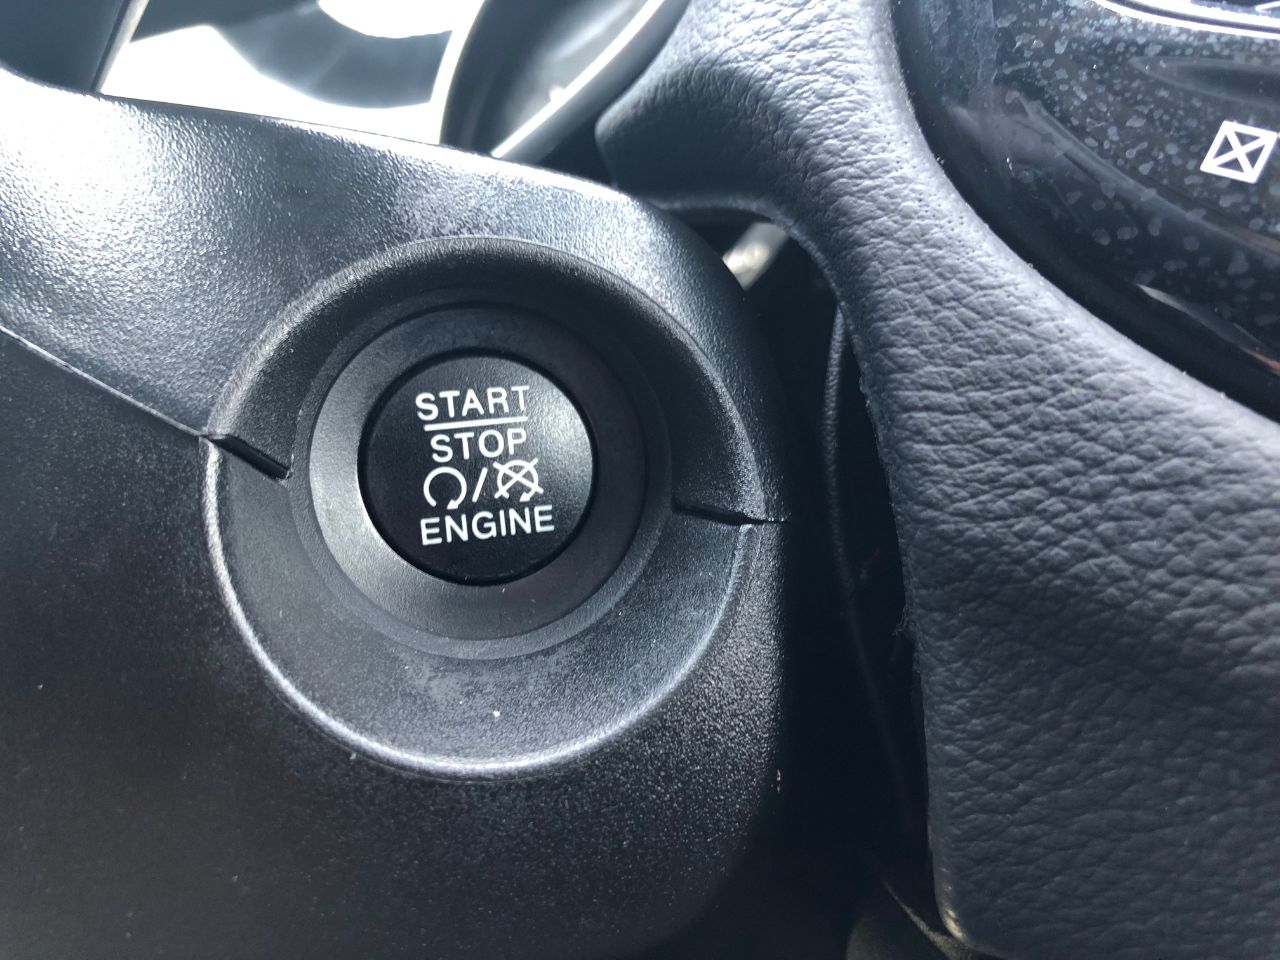 START
STOP
/
ENGINE